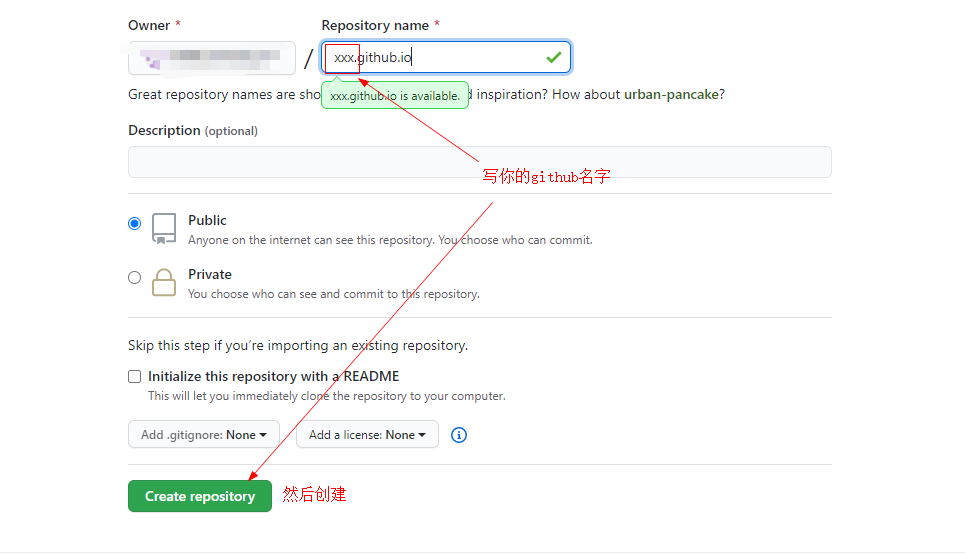 Owner * Repository name *
/ xxx.github.io
Great repository names are sho
xxx.github.io is available.
d inspiration? How about urban-pancake?
Description (optional)
写你的github名字
Public
Anyone on the internet can see this repository. You choose who can commit.
Private
You choose who can see and commit to this repository.
Skip this step if you’re importing an existing repository.
Initialize this repository with a README
This will let you immediately clone the repository to your computer.
Add .gitignore: None Add a license: None
Create repository 然后创建